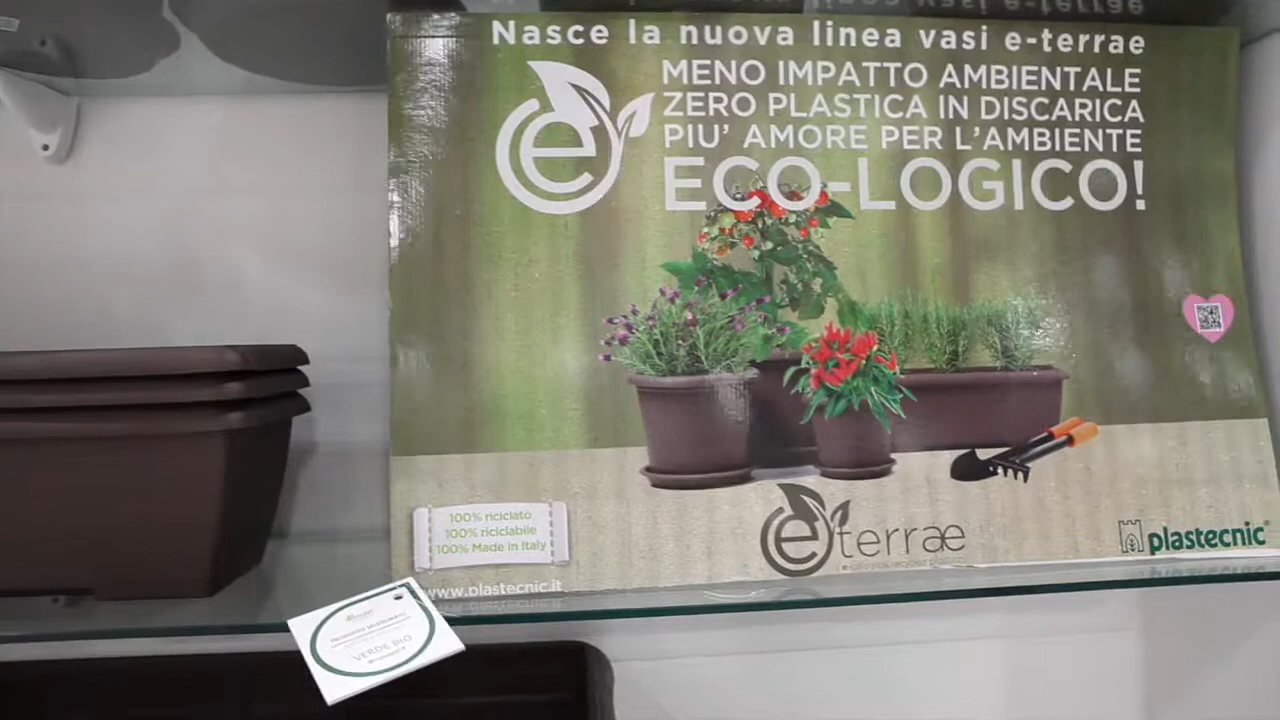 Nasce la nuova linea vasi e-terrae
MENO IMPATTO AMBIENTALE
ZERO PLASTICA IN DISCARICA
PIU' AMORE PER L'AMBIENTE
ECO-LOGICO!
e
100% riciclato
100% riciclabile
100% Made in Italy
e terrae
plastecnic®
www.plastecnic.it
VERDE BIO